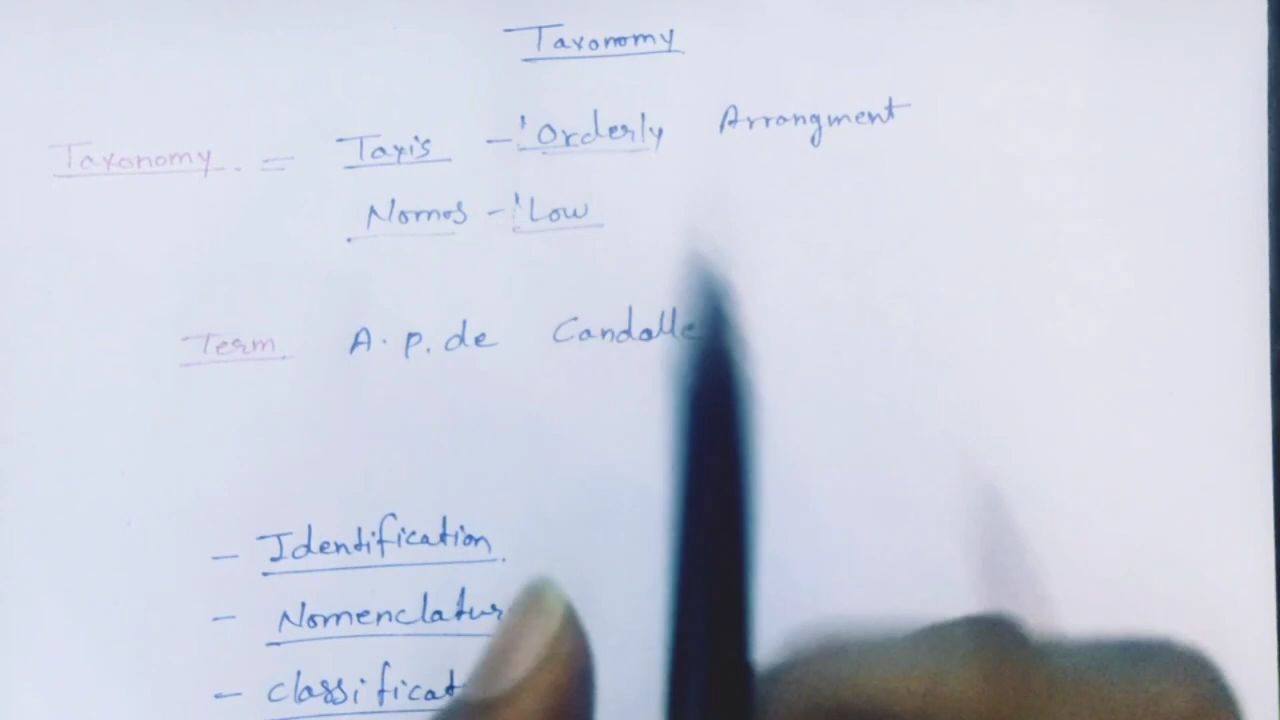 Taxonomy
Taxonomy. = Taxis - 'Orderly Arrangment
Nomos - 'Low
Term A. p. de Candolle
- Identification.
- Nomenclatur
- classificat